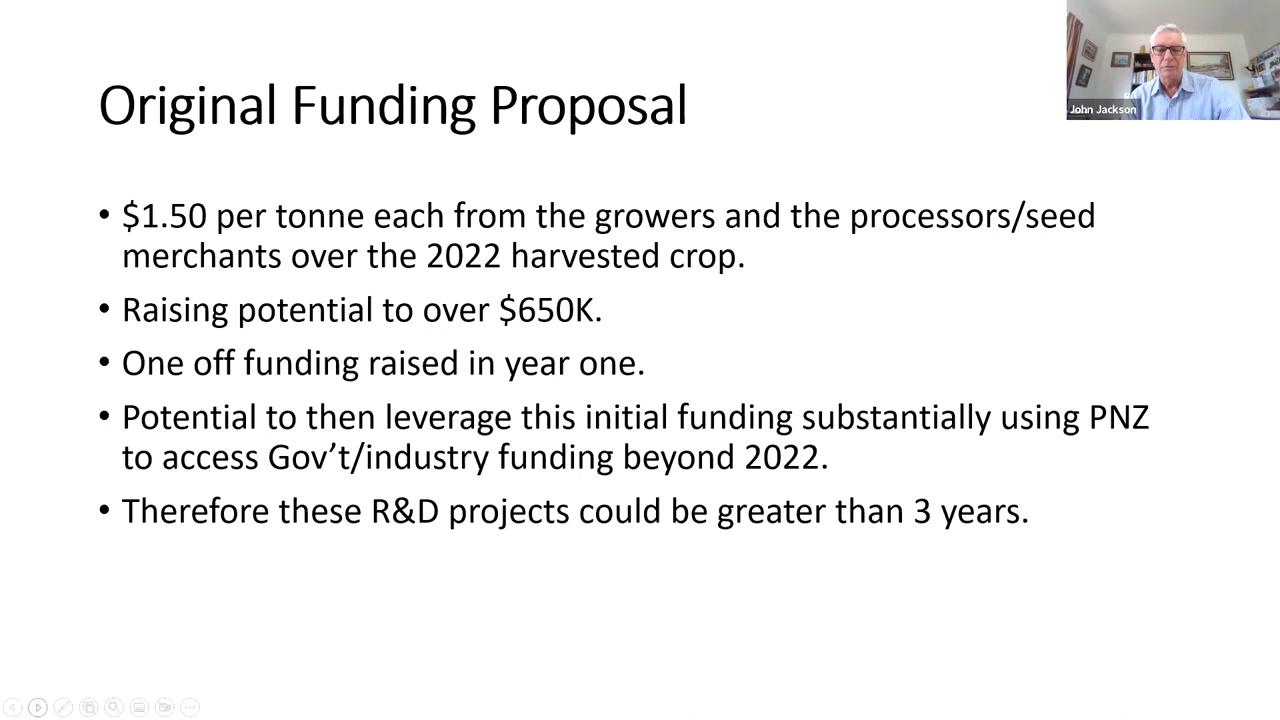 John Jackson
Original Funding Proposal
• $1.50 per tonne each from the growers and the processors/seed
merchants over the 2022 harvested crop.
• Raising potential to over $650K.
• One off funding raised in year one.
• Potential to then leverage this initial funding substantially using PNZ
to access Gov’t/industry funding beyond 2022.
• Therefore these R&D projects could be greater than 3 years.